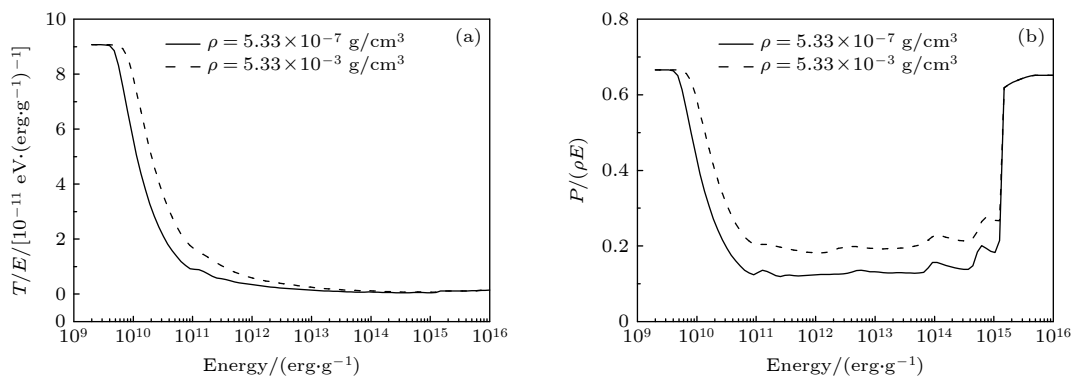 10
8
6
4
2
0
T/E/[10⁻¹¹ eV·(erg·g⁻¹)⁻¹]
ρ = 5.33×10⁻⁷ g/cm³
ρ = 5.33×10⁻³ g/cm³
(a)
10⁹ 10¹⁰ 10¹¹ 10¹² 10¹³ 10¹⁴ 10¹⁵ 10¹⁶
Energy/(erg·g⁻¹)
0.8
0.6
0.4
0.2
0
P/(ρE)
ρ = 5.33×10⁻⁷ g/cm³
ρ = 5.33×10⁻³ g/cm³
(b)
10⁹ 10¹⁰ 10¹¹ 10¹² 10¹³ 10¹⁴ 10¹⁵ 10¹⁶
Energy/(erg·g⁻¹)